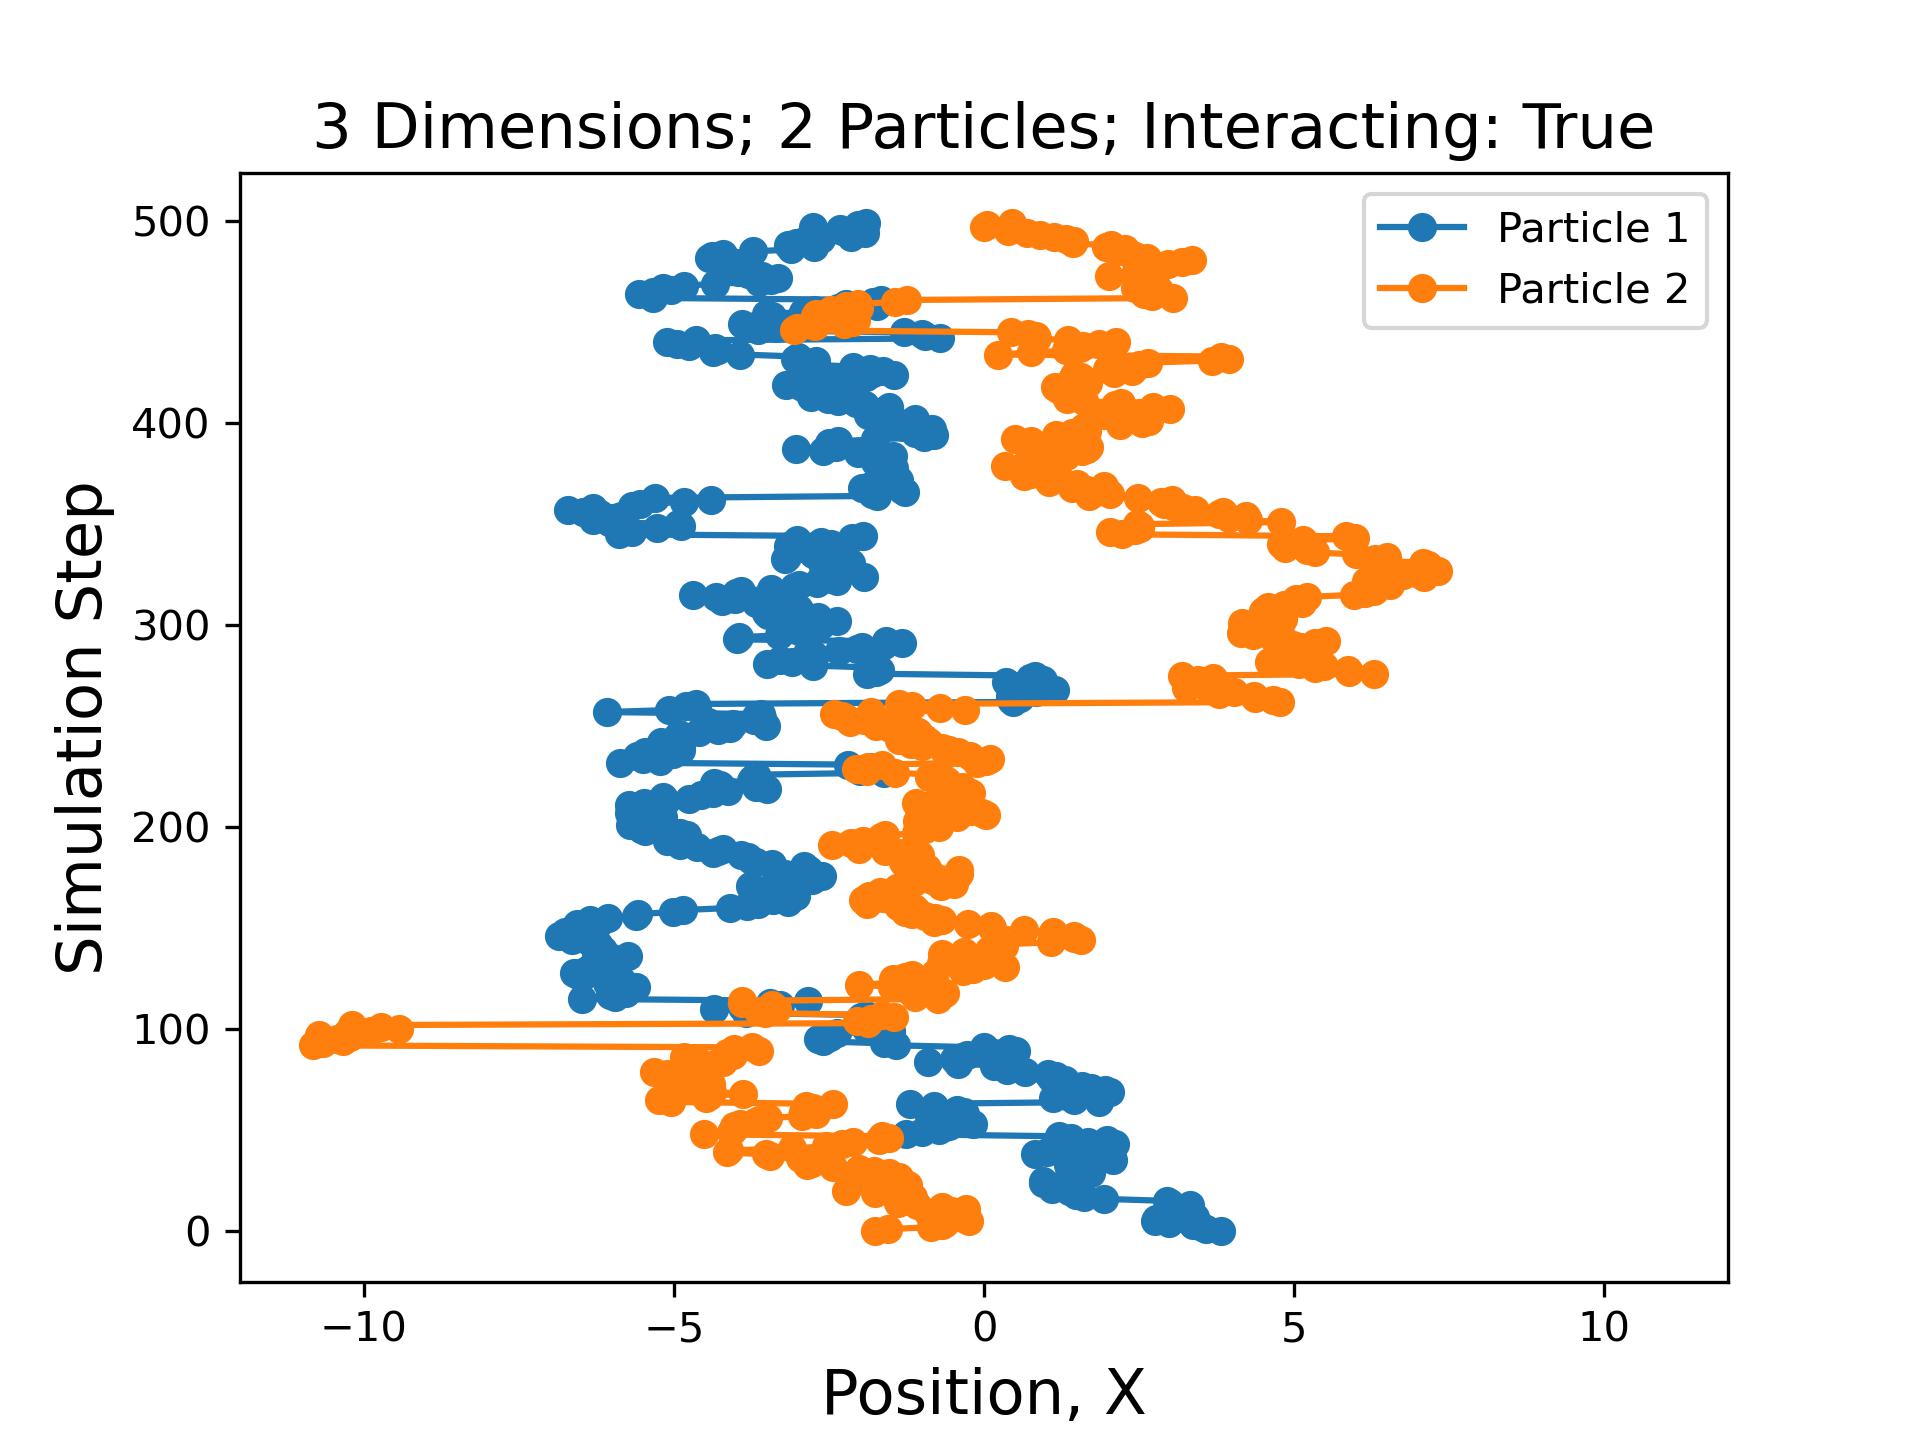 3 Dimensions; 2 Particles; Interacting: True
Particle 1
Particle 2
500
400
300
200
100
0
Simulation Step
−10
−5
0
5
10
Position, X